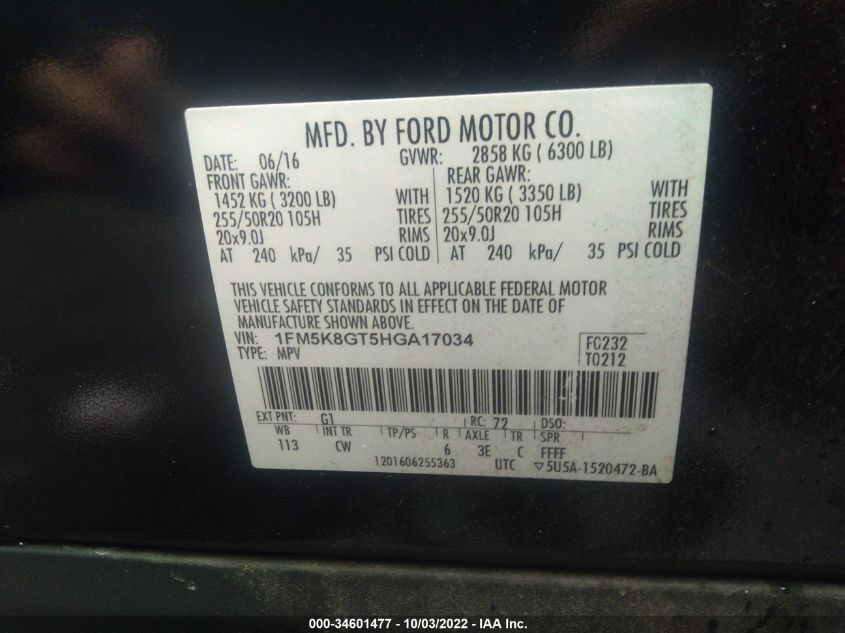 MFD. BY FORD MOTOR CO.
DATE: 06/16 GVWR: 2858 KG ( 6300 LB)
FRONT GAWR: REAR GAWR:
1452 KG ( 3200 LB) WITH 1520 KG ( 3350 LB) WITH
255/50R20 105H TIRES 255/50R20 105H TIRES
20x9.0J RIMS 20x9.0J RIMS
AT 240 kPa/ 35 PSI COLD AT 240 kPa/ 35 PSI COLD
THIS VEHICLE CONFORMS TO ALL APPLICABLE FEDERAL MOTOR
VEHICLE SAFETY STANDARDS IN EFFECT ON THE DATE OF
MANUFACTURE SHOWN ABOVE.
VIN: 1FM5K8GT5HGA17034
TYPE: MPV
FC232
T0212
EXT PNT: G1 RC: 72 DSO:
WB INT TR TP/PS R AXLE TR SPR
113 CW 6 3E C FFFF
1201606255363 UTC ▽5U5A-1520472-BA
000-34601477 - 10/03/2022 - IAA Inc.